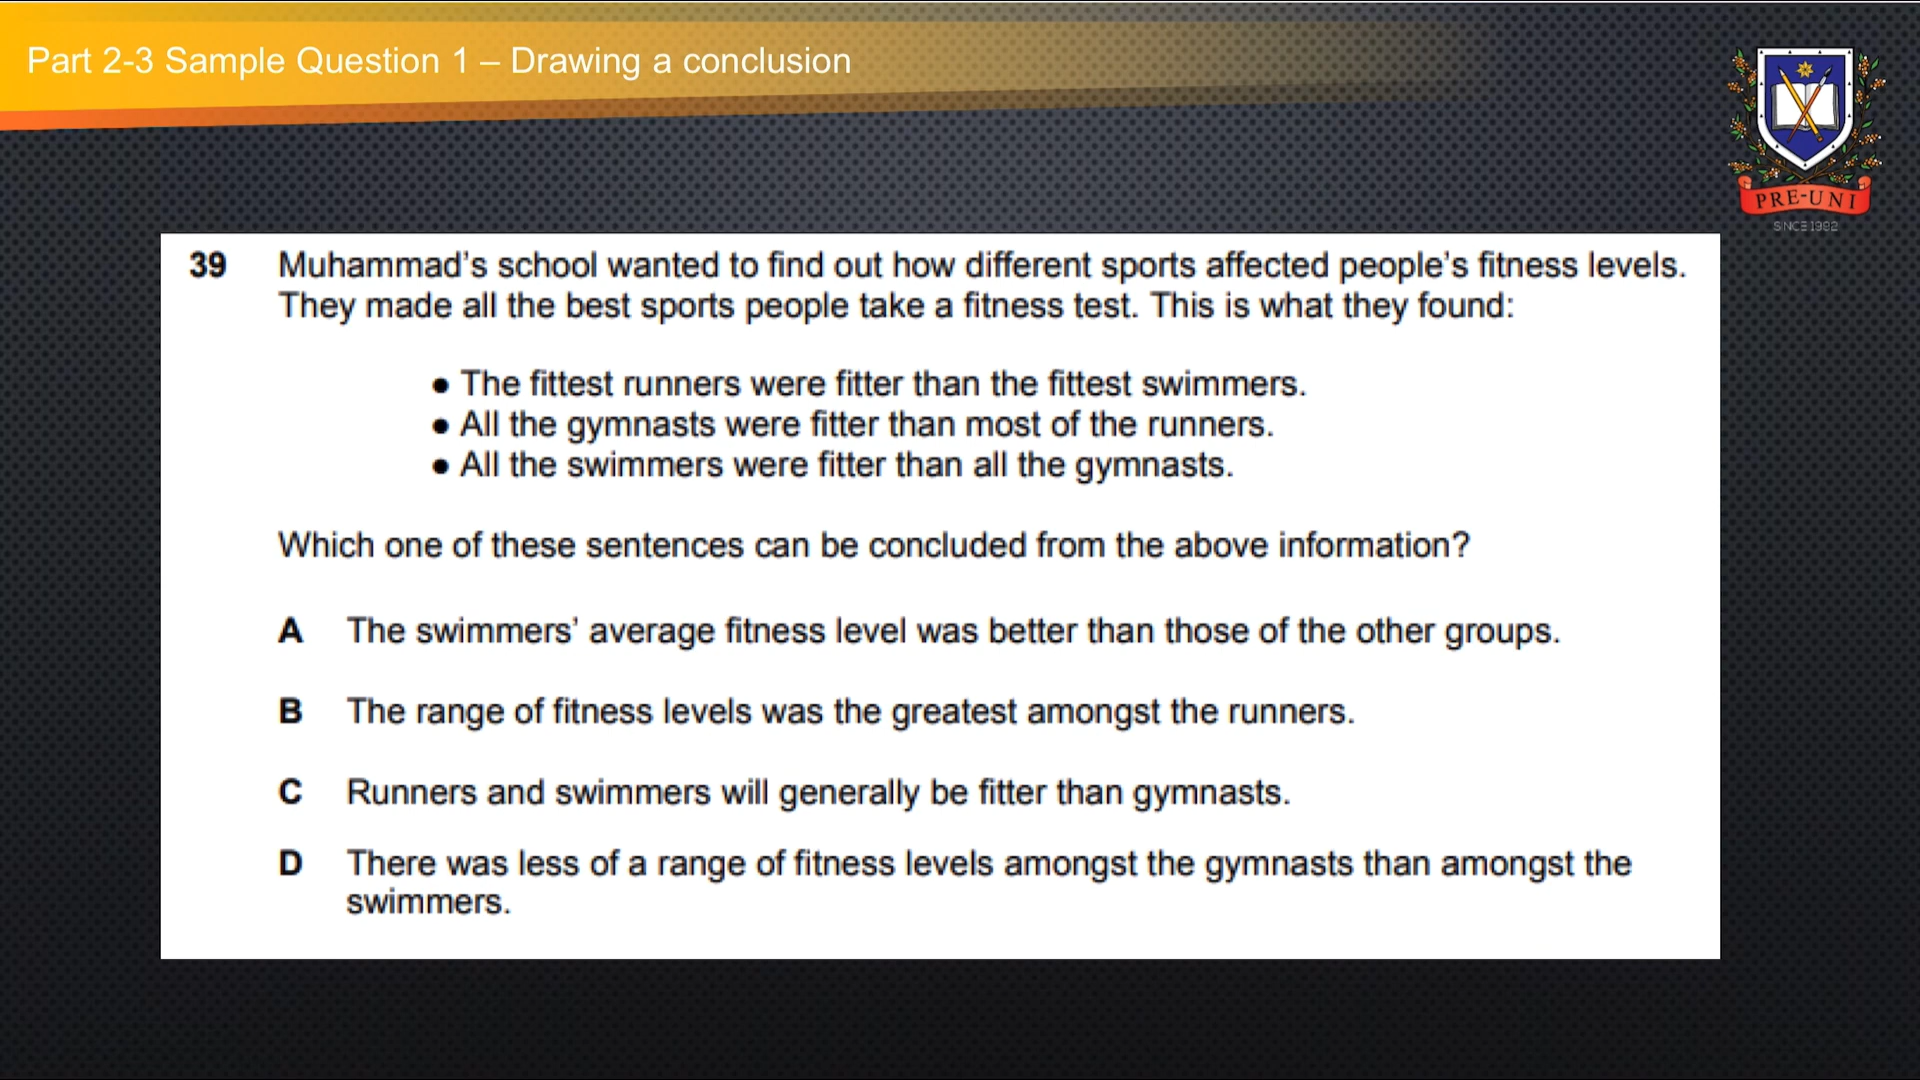 Part 2-3 Sample Question 1 – Drawing a conclusion
PRE-UNI
SINCE 1992
39 Muhammad's school wanted to find out how different sports affected people's fitness levels.
They made all the best sports people take a fitness test. This is what they found:
● The fittest runners were fitter than the fittest swimmers.
● All the gymnasts were fitter than most of the runners.
● All the swimmers were fitter than all the gymnasts.
Which one of these sentences can be concluded from the above information?
A The swimmers' average fitness level was better than those of the other groups.
B The range of fitness levels was the greatest amongst the runners.
C Runners and swimmers will generally be fitter than gymnasts.
D There was less of a range of fitness levels amongst the gymnasts than amongst the
swimmers.